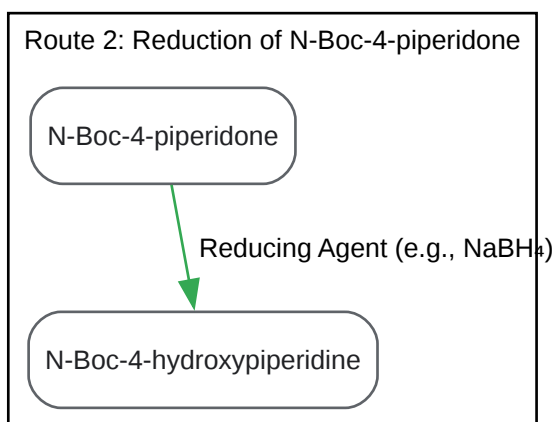 Route 2: Reduction of N-Boc-4-piperidone
N-Boc-4-piperidone
Reducing Agent (e.g., NaBH₄)
N-Boc-4-hydroxypiperidine